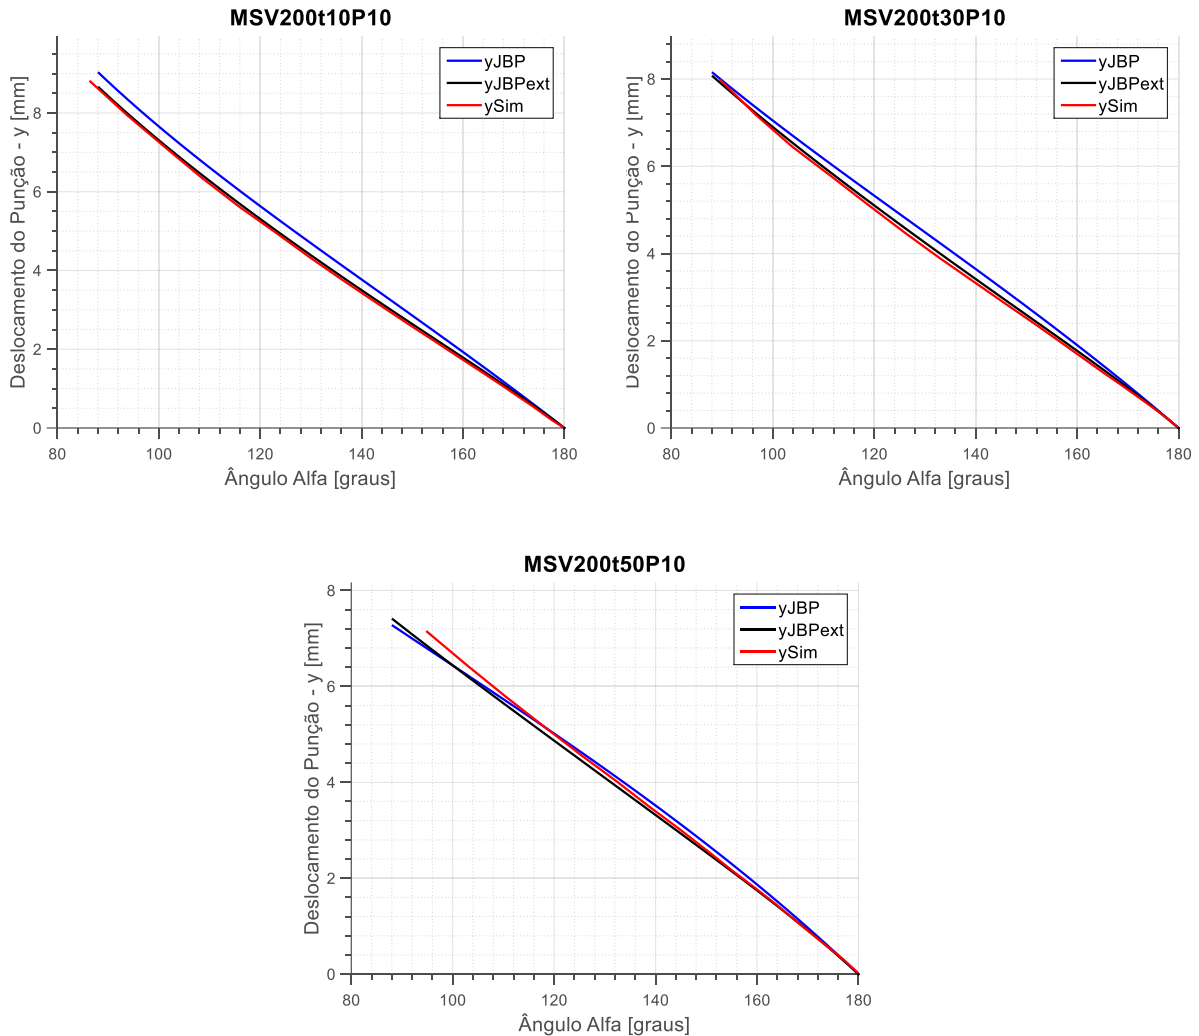 MSV200t10P10
yJBP
yJBPext
ySim
Deslocamento do Punção - y [mm]
8
6
4
2
0
80 100 120 140 160 180
Ângulo Alfa [graus]
MSV200t30P10
yJBP
yJBPext
ySim
Deslocamento do Punção - y [mm]
8
6
4
2
0
80 100 120 140 160 180
Ângulo Alfa [graus]
MSV200t50P10
yJBP
yJBPext
ySim
Deslocamento do Punção - y [mm]
8
6
4
2
0
80 100 120 140 160 180
Ângulo Alfa [graus]